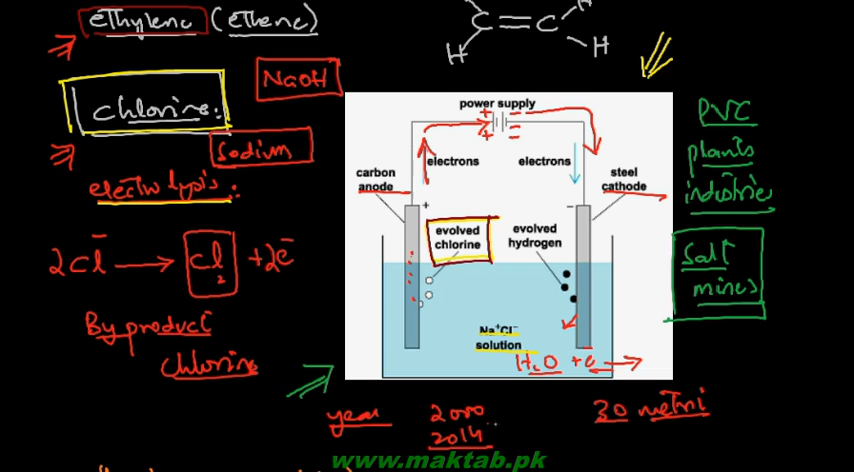 ethylene (ethene)
C = C
H
H
NaOH
chlorine.
Sodium
electrolysis:
2Cl⁻ → Cl₂ + 2e⁻
By product
chlorine
power supply
+ =
+ =
electrons
electrons
carbon
anode
steel
cathode
+
−
evolved
chlorine
evolved
hydrogen
Na⁺Cl⁻
solution
H₂O + e
PVC
plants
industries
Salt
mines
year
2000
2014
30 metri
www.maktab.pk